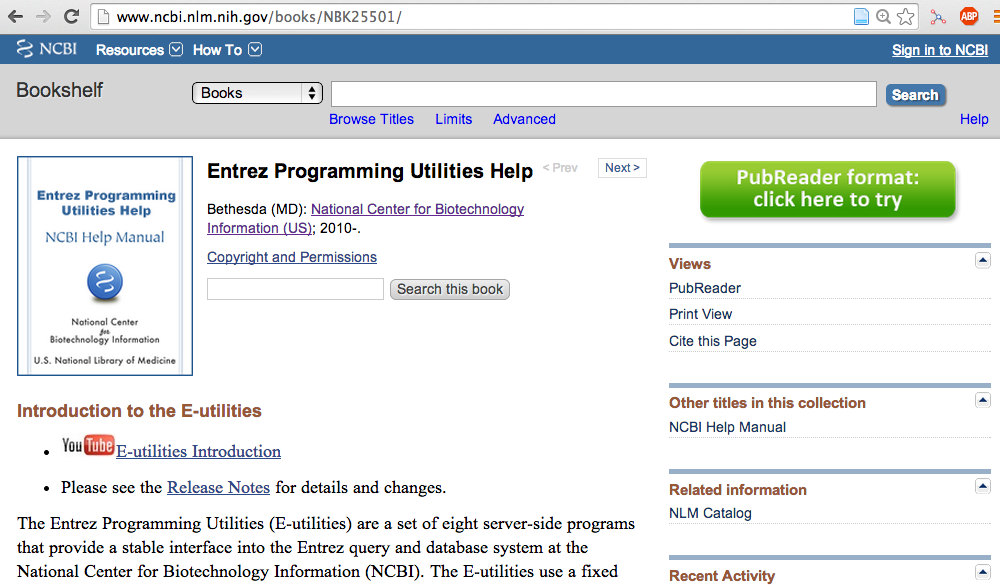 www.ncbi.nlm.nih.gov/books/NBK25501/
ABP
NCBI Resources How To Sign in to NCBI
Bookshelf
Books
Search
Browse Titles Limits Advanced
Help
Entrez Programming
Utilities Help
NCBI Help Manual
National Center
for
Biotechnology Information
U.S. National Library of Medicine
Entrez Programming Utilities Help
< Prev Next >
Bethesda (MD): National Center for Biotechnology
Information (US); 2010-.
Copyright and Permissions
Search this book
Introduction to the E-utilities
YouTube E-utilities Introduction
• Please see the Release Notes for details and changes.
The Entrez Programming Utilities (E-utilities) are a set of eight server-side programs
that provide a stable interface into the Entrez query and database system at the
National Center for Biotechnology Information (NCBI). The E-utilities use a fixed
PubReader format:
click here to try
Views
PubReader
Print View
Cite this Page
Other titles in this collection
NCBI Help Manual
Related information
NLM Catalog
Recent Activity